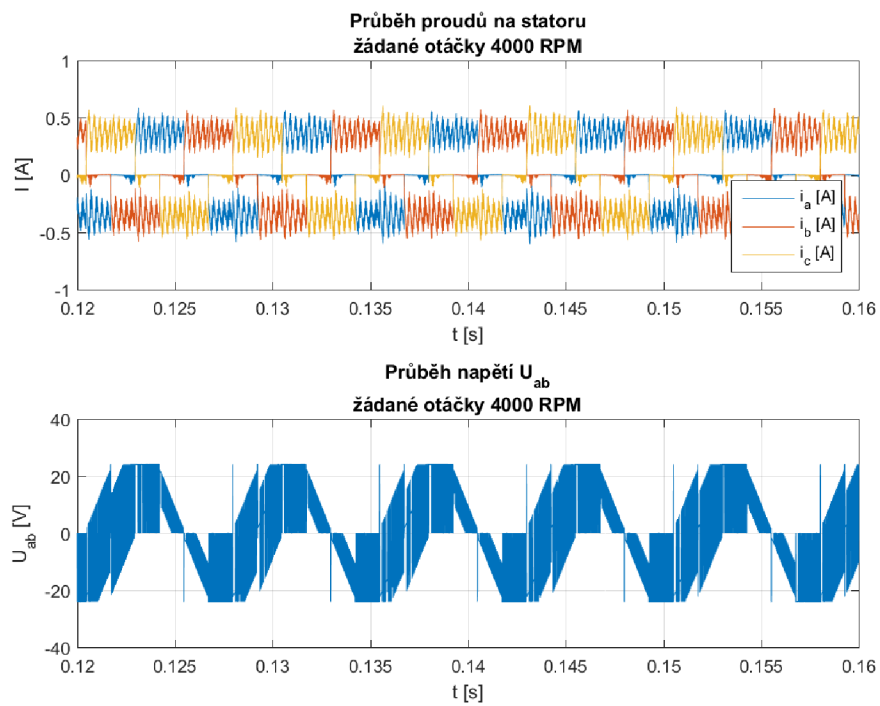 Průběh proudů na statoru
žádané otáčky 4000 RPM
1
0.5
0
-0.5
-1
I [A]
i_a [A]
i_b [A]
i_c [A]
0.12 0.125 0.13 0.135 0.14 0.145 0.15 0.155 0.16
t [s]
Průběh napětí U_ab
žádané otáčky 4000 RPM
40
20
0
-20
-40
U_ab [V]
0.12 0.125 0.13 0.135 0.14 0.145 0.15 0.155 0.16
t [s]